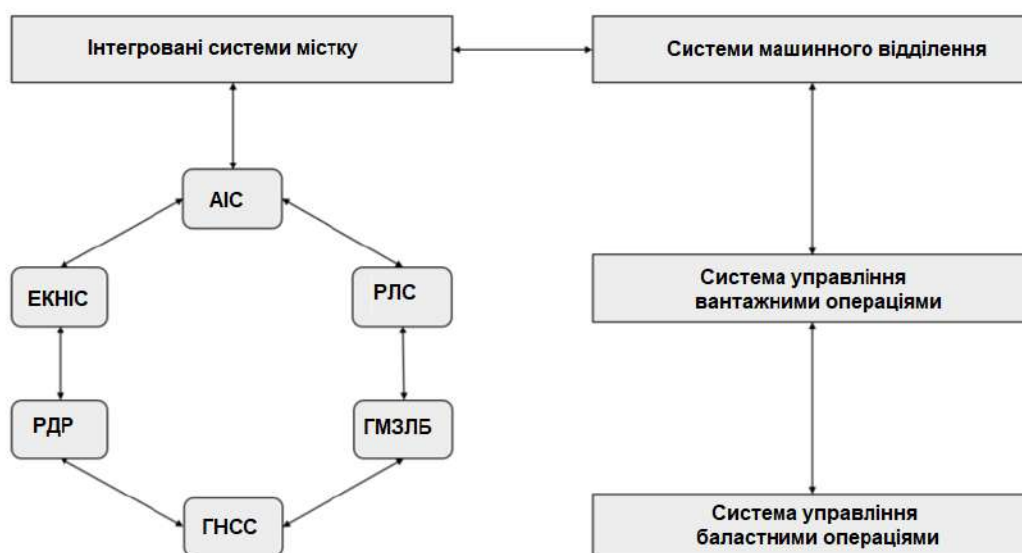 Інтегровані системи містку
Системи машинного відділення
АІС
ЕКНІС
РЛС
Система управління
вантажними операціями
РДР
ГМЗЛБ
ГНСС
Система управління
баластними операціями